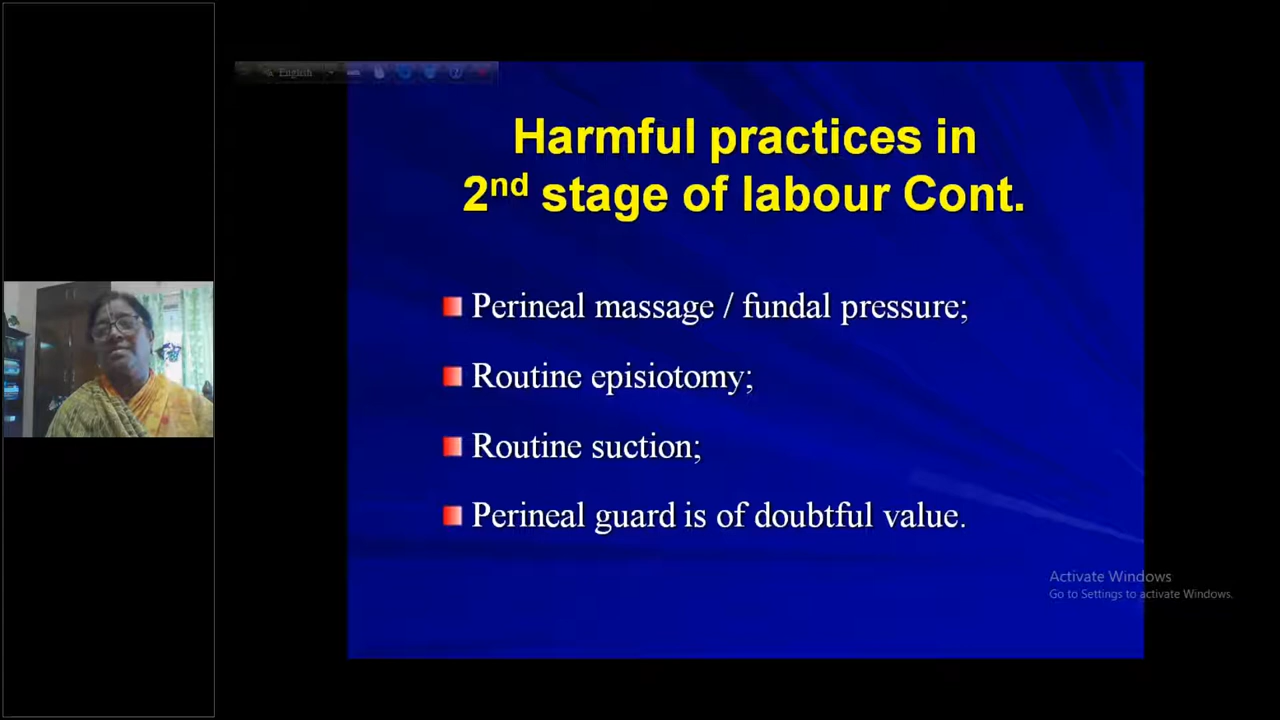 English
Harmful practices in
2nd stage of labour Cont.
Perineal massage / fundal pressure;
Routine episiotomy;
Routine suction;
Perineal guard is of doubtful value.
Activate Windows
Go to Settings to activate Windows.